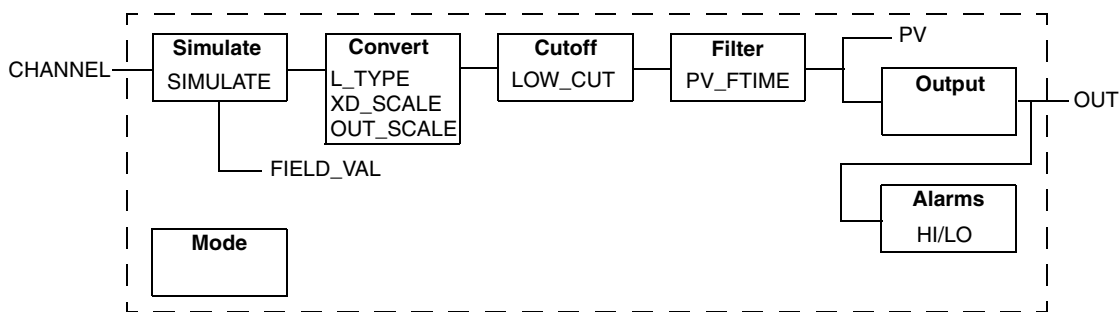 CHANNEL
Simulate
SIMULATE
FIELD_VAL
Convert
L_TYPE
XD_SCALE
OUT_SCALE
Cutoff
LOW_CUT
Filter
PV_FTIME
PV
Output
OUT
Alarms
HI/LO
Mode